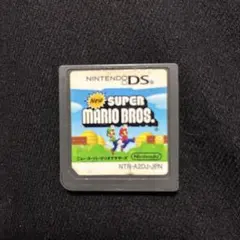 NINTENDO DS
New SUPER
MARIO BROS.
ニュー・スーパーマリオブラザーズ
Nintendo
NTR-A2DJ-JPN